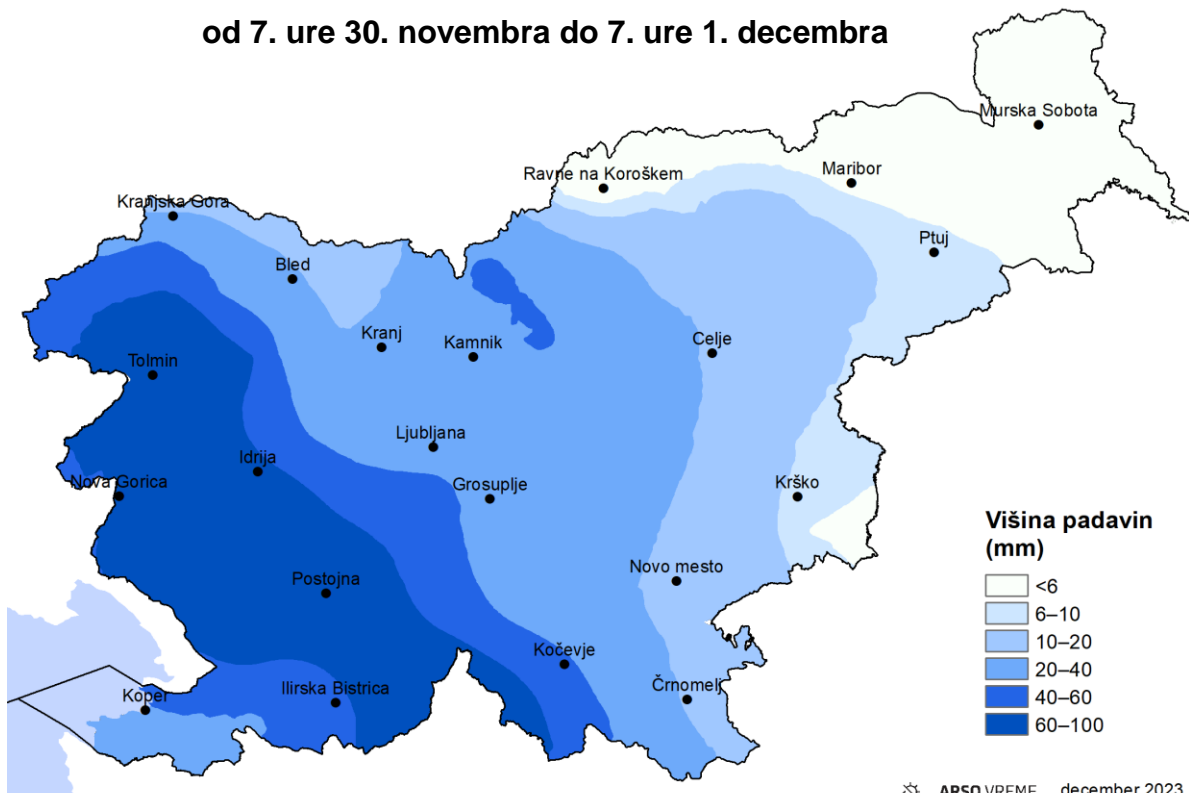 od 7. ure 30. novembra do 7. ure 1. decembra
Murska Sobota
Ravne na Koroškem
Maribor
Kranjska Gora
Ptuj
Bled
Kranj
Kamnik
Celje
Tolmin
Ljubljana
Idrija
Nova Gorica
Grosuplje
Krško
Višina padavin
(mm)
<6
6–10
10–20
20–40
40–60
60–100
Novo mesto
Postojna
Kočevje
Koper
Ilirska Bistrica
Črnomelj
ARSO VREME december 2023